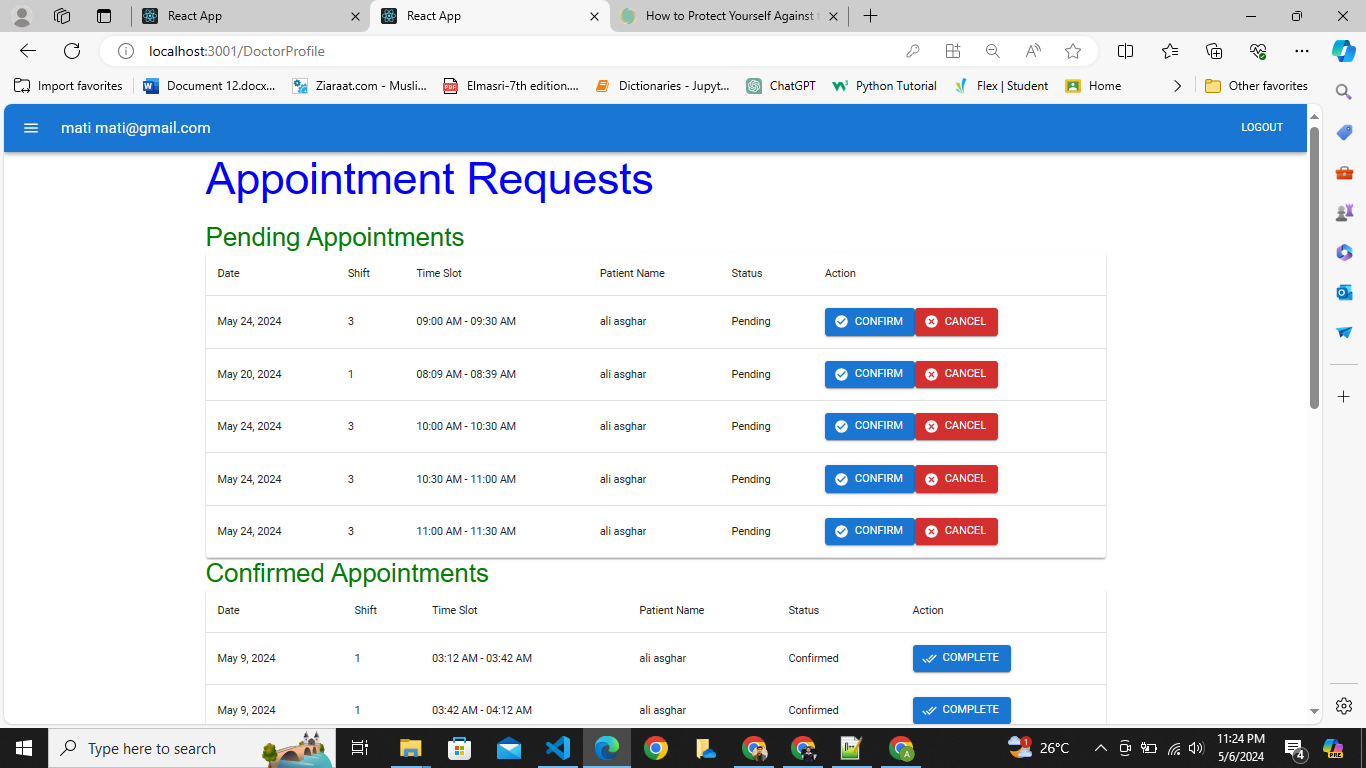 React App
React App
How to Protect Yourself Against
localhost:3001/DoctorProfile
Import favorites
Document 12.docx...
Ziaraat.com - Musli...
Elmasri-7th edition....
Dictionaries - Jupyt...
ChatGPT
Python Tutorial
Flex | Student
Home
Other favorites
mati mati@gmail.com
LOGOUT
Appointment Requests
Pending Appointments
Date Shift Time Slot Patient Name Status Action
May 24, 2024 3 09:00 AM - 09:30 AM ali asghar Pending CONFIRM CANCEL
May 20, 2024 1 08:09 AM - 08:39 AM ali asghar Pending CONFIRM CANCEL
May 24, 2024 3 10:00 AM - 10:30 AM ali asghar Pending CONFIRM CANCEL
May 24, 2024 3 10:30 AM - 11:00 AM ali asghar Pending CONFIRM CANCEL
May 24, 2024 3 11:00 AM - 11:30 AM ali asghar Pending CONFIRM CANCEL
Confirmed Appointments
Date Shift Time Slot Patient Name Status Action
May 9, 2024 1 03:12 AM - 03:42 AM ali asghar Confirmed COMPLETE
May 9, 2024 1 03:42 AM - 04:12 AM ali asghar Confirmed COMPLETE
Type here to search
26°C
11:24 PM
5/6/2024
4